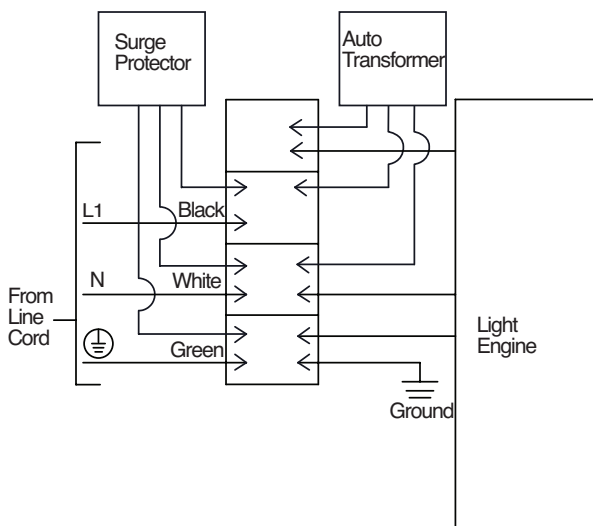 Surge
Protector
Auto
Transformer
L1
Black
N
White
From
Line
Cord
Green
Light
Engine
Ground